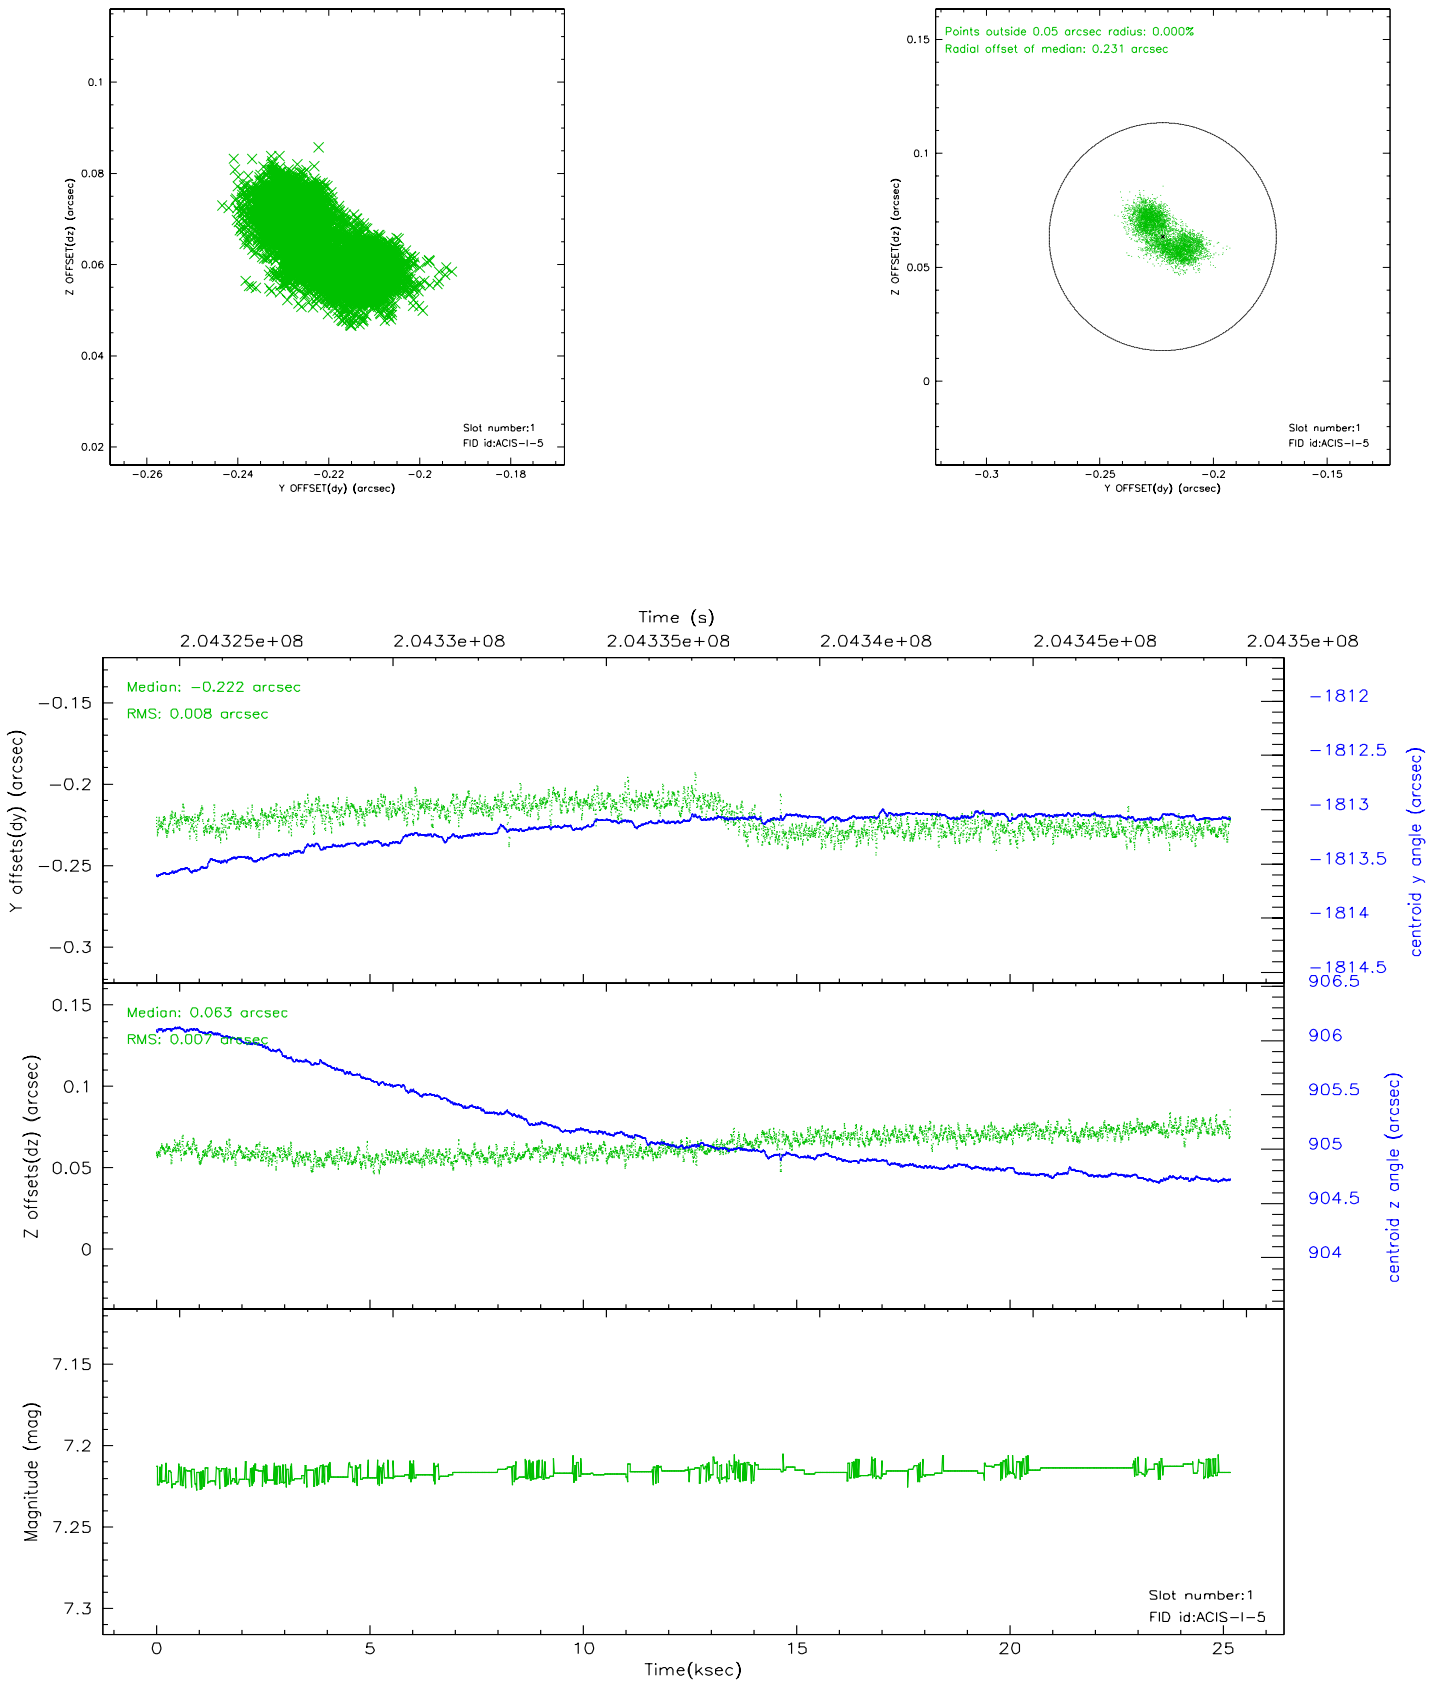 0.1
0.08
0.06
0.04
0.02
Z OFFSET(dz) (arcsec)
Slot number:1
FID id:ACIS-I-5
-0.26 -0.24 -0.22 -0.2 -0.18
Y OFFSET(dy) (arcsec)
Points outside 0.05 arcsec radius: 0.000%
Radial offset of median: 0.231 arcsec
0.15
0.1
0.05
0
Z OFFSET(dz) (arcsec)
Slot number:1
FID id:ACIS-I-5
-0.3 -0.25 -0.2 -0.15
Y OFFSET(dy) (arcsec)
Time (s)
2.04325e+08 2.0433e+08 2.04335e+08 2.0434e+08 2.04345e+08 2.0435e+08
Median: -0.222 arcsec
RMS: 0.008 arcsec
-0.15
-0.2
-0.25
-0.3
Y offsets(dy) (arcsec)
-1812
-1812.5
-1813
-1813.5
-1814
-1814.5
centroid y angle (arcsec)
Median: 0.063 arcsec
RMS: 0.007 arcsec
0.15
0.1
0.05
0
Z offsets(dz) (arcsec)
906.5
906
905.5
905
904.5
904
centroid z angle (arcsec)
7.15
7.2
7.25
7.3
Magnitude (mag)
Slot number:1
FID id:ACIS-I-5
0 5 10 15 20 25
Time(ksec)